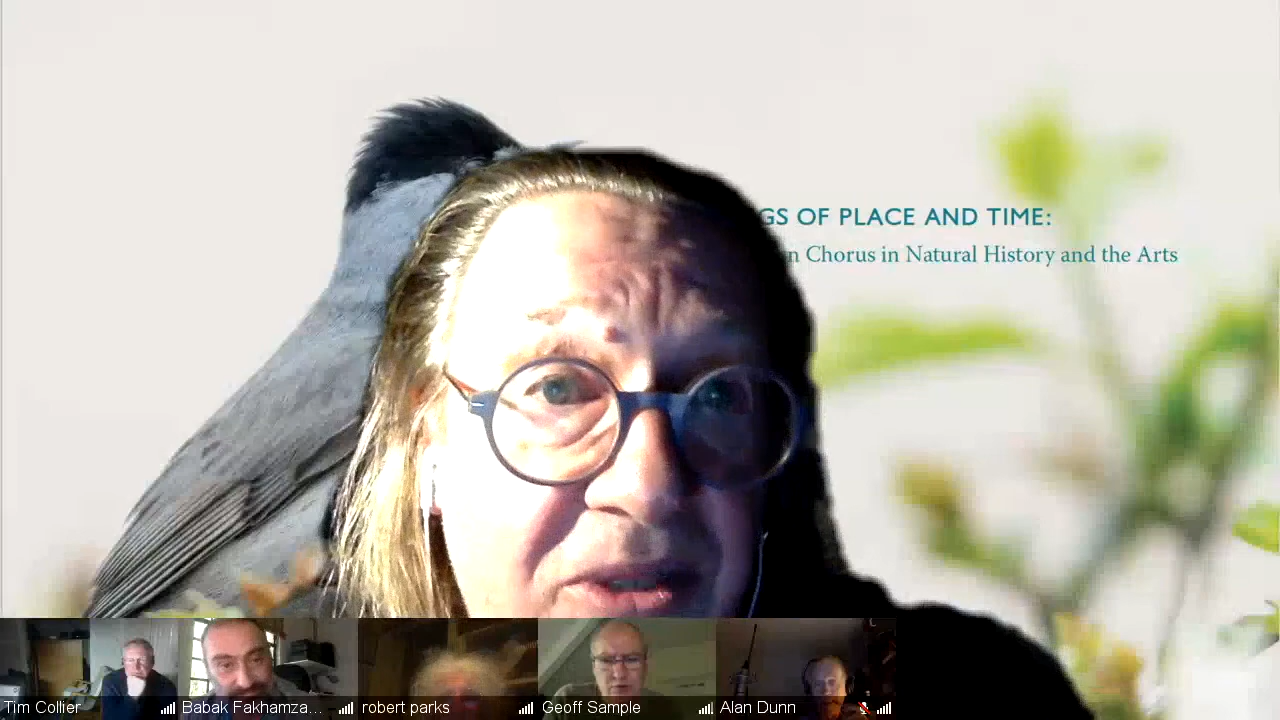 GS OF PLACE AND TIME:
n Chorus in Natural History and the Arts
Tim Collier
Babak Fakhamza...
robert parks
Geoff Sample
Alan Dunn